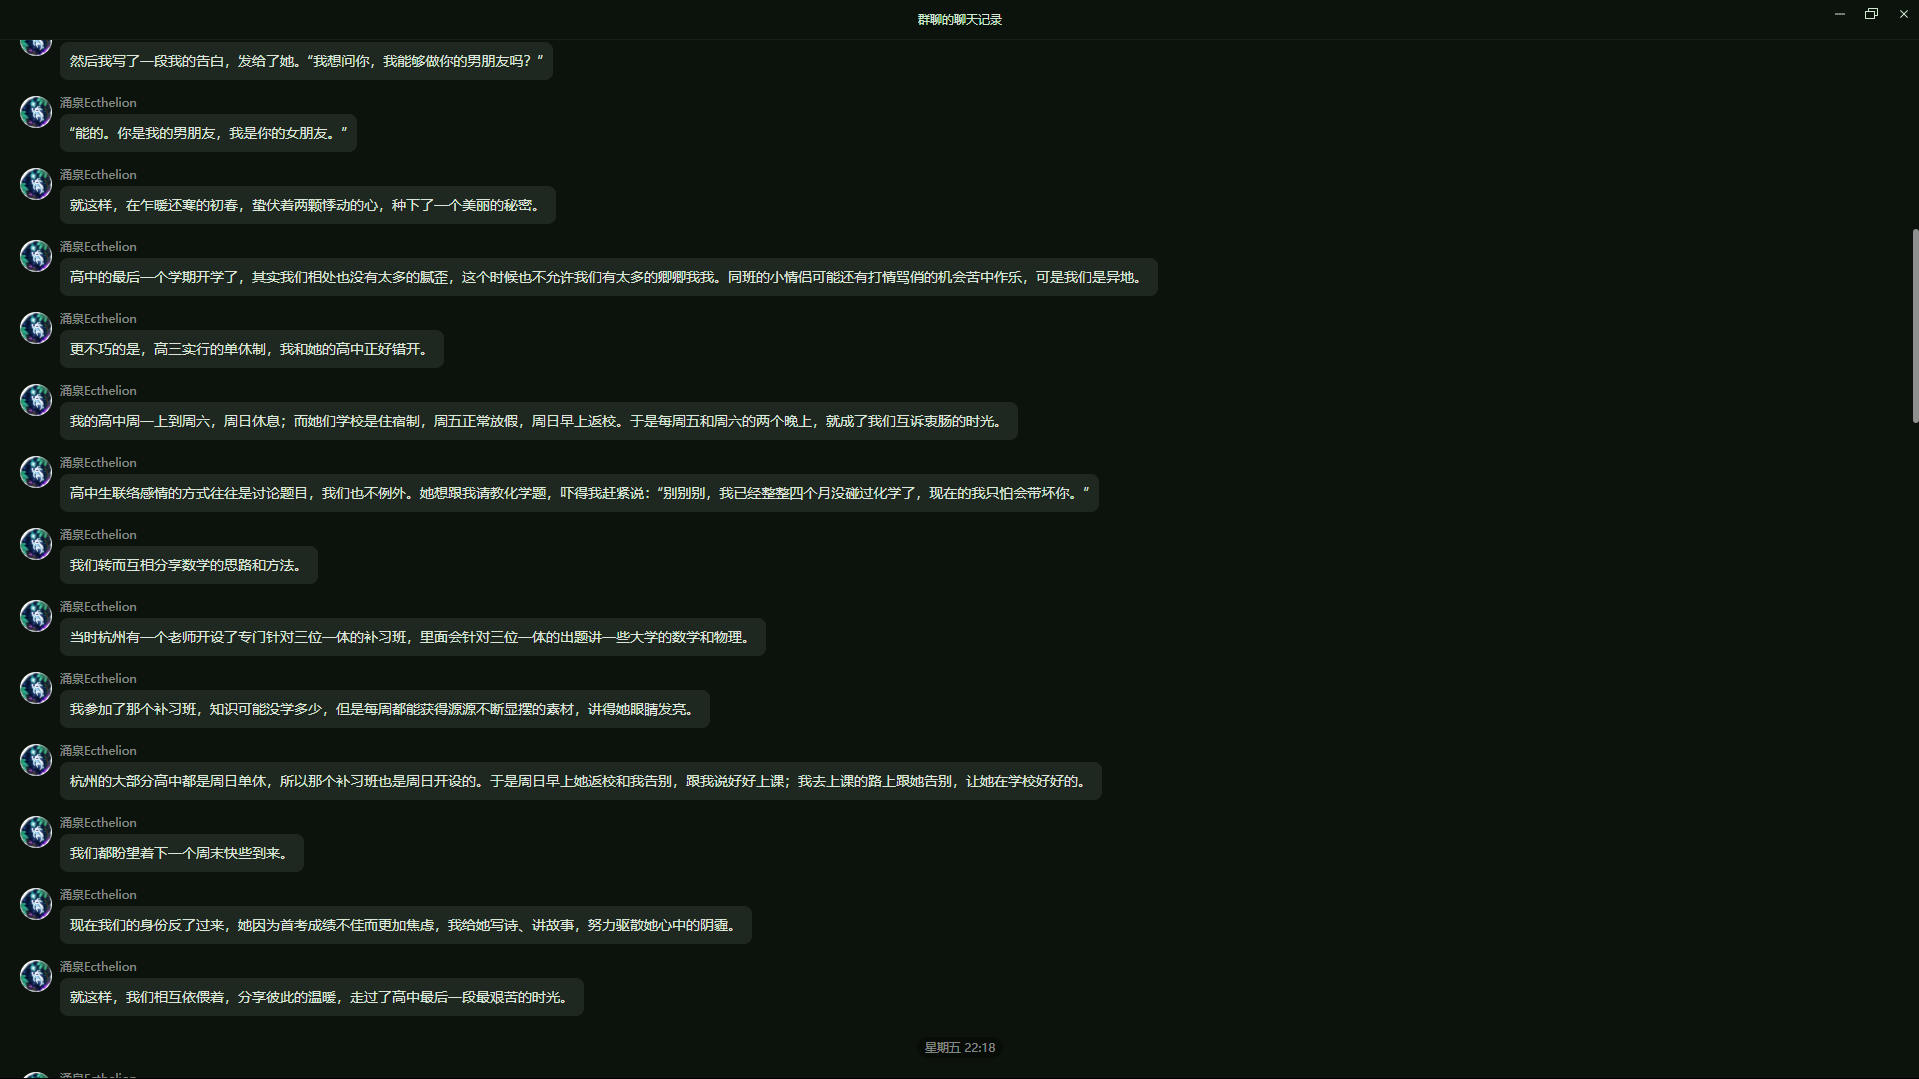 群聊的聊天记录
然后我写了一段我的告白，发给了她。“我想问你，我能够做你的男朋友吗？”
涌泉Ecthelion
“能的。你是我的男朋友，我是你的女朋友。”
涌泉Ecthelion
就这样，在乍暖还寒的初春，蛰伏着两颗悸动的心，种下了一个美丽的秘密。
涌泉Ecthelion
高中的最后一个学期开学了，其实我们相处也没有太多的腻歪，这个时候也不允许我们有太多的卿卿我我。同班的小情侣可能还有打情骂俏的机会苦中作乐，可是我们是异地。
涌泉Ecthelion
更不巧的是，高三实行的单休制，我和她的高中正好错开。
涌泉Ecthelion
我的高中周一上到周六，周日休息；而她们学校是住宿制，周五正常放假，周日早上返校。于是每周五和周六的两个晚上，就成了我们互诉衷肠的时光。
涌泉Ecthelion
高中生联络感情的方式往往是讨论题目，我们也不例外。她想跟我请教化学题，吓得我赶紧说：“别别别，我已经整整四个月没碰过化学了，现在的我只怕会带坏你。”
涌泉Ecthelion
我们转而互相分享数学的思路和方法。
涌泉Ecthelion
当时杭州有一个老师开设了专门针对三位一体的补习班，里面会针对三位一体的出题讲一些大学的数学和物理。
涌泉Ecthelion
我参加了那个补习班，知识可能没学多少，但是每周都能获得源源不断显摆的素材，讲得她眼睛发亮。
涌泉Ecthelion
杭州的大部分高中都是周日单休，所以那个补习班也是周日开设的。于是周日早上她返校和我告别，跟我说好好上课；我去上课的路上跟她告别，让她在学校好好的。
涌泉Ecthelion
我们都盼望着下一个周末快些到来。
涌泉Ecthelion
现在我们的身份反了过来，她因为首考成绩不佳而更加焦虑，我给她写诗、讲故事，努力驱散她心中的阴霾。
涌泉Ecthelion
就这样，我们相互依偎着，分享彼此的温暖，走过了高中最后一段最艰苦的时光。
星期五 22:18
涌泉Ecthelion